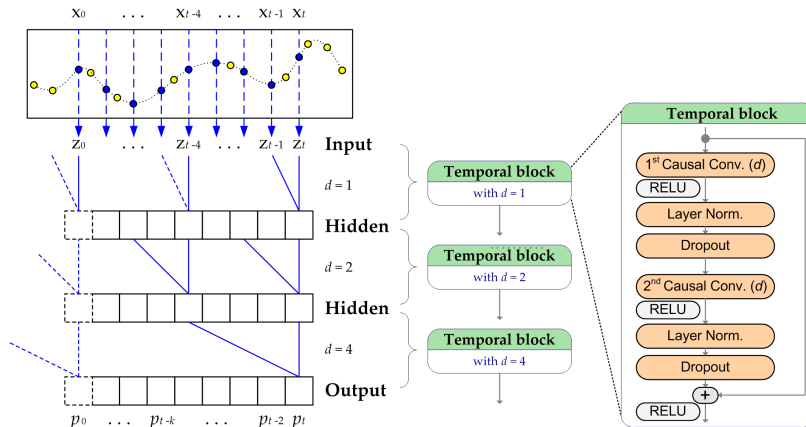 x0 ... xt-4 ... xt-1 xt
z0 ... zt-4 ... zt-1 zt
Input
d = 1
Hidden
d = 2
Hidden
d = 4
Output
p0 ... pt-k ... pt-2 pt
Temporal block
with d = 1
Temporal block
with d = 2
Temporal block
with d = 4
Temporal block
1st Causal Conv. (d)
RELU
Layer Norm.
Dropout
2nd Causal Conv. (d)
RELU
Layer Norm.
Dropout
+
RELU